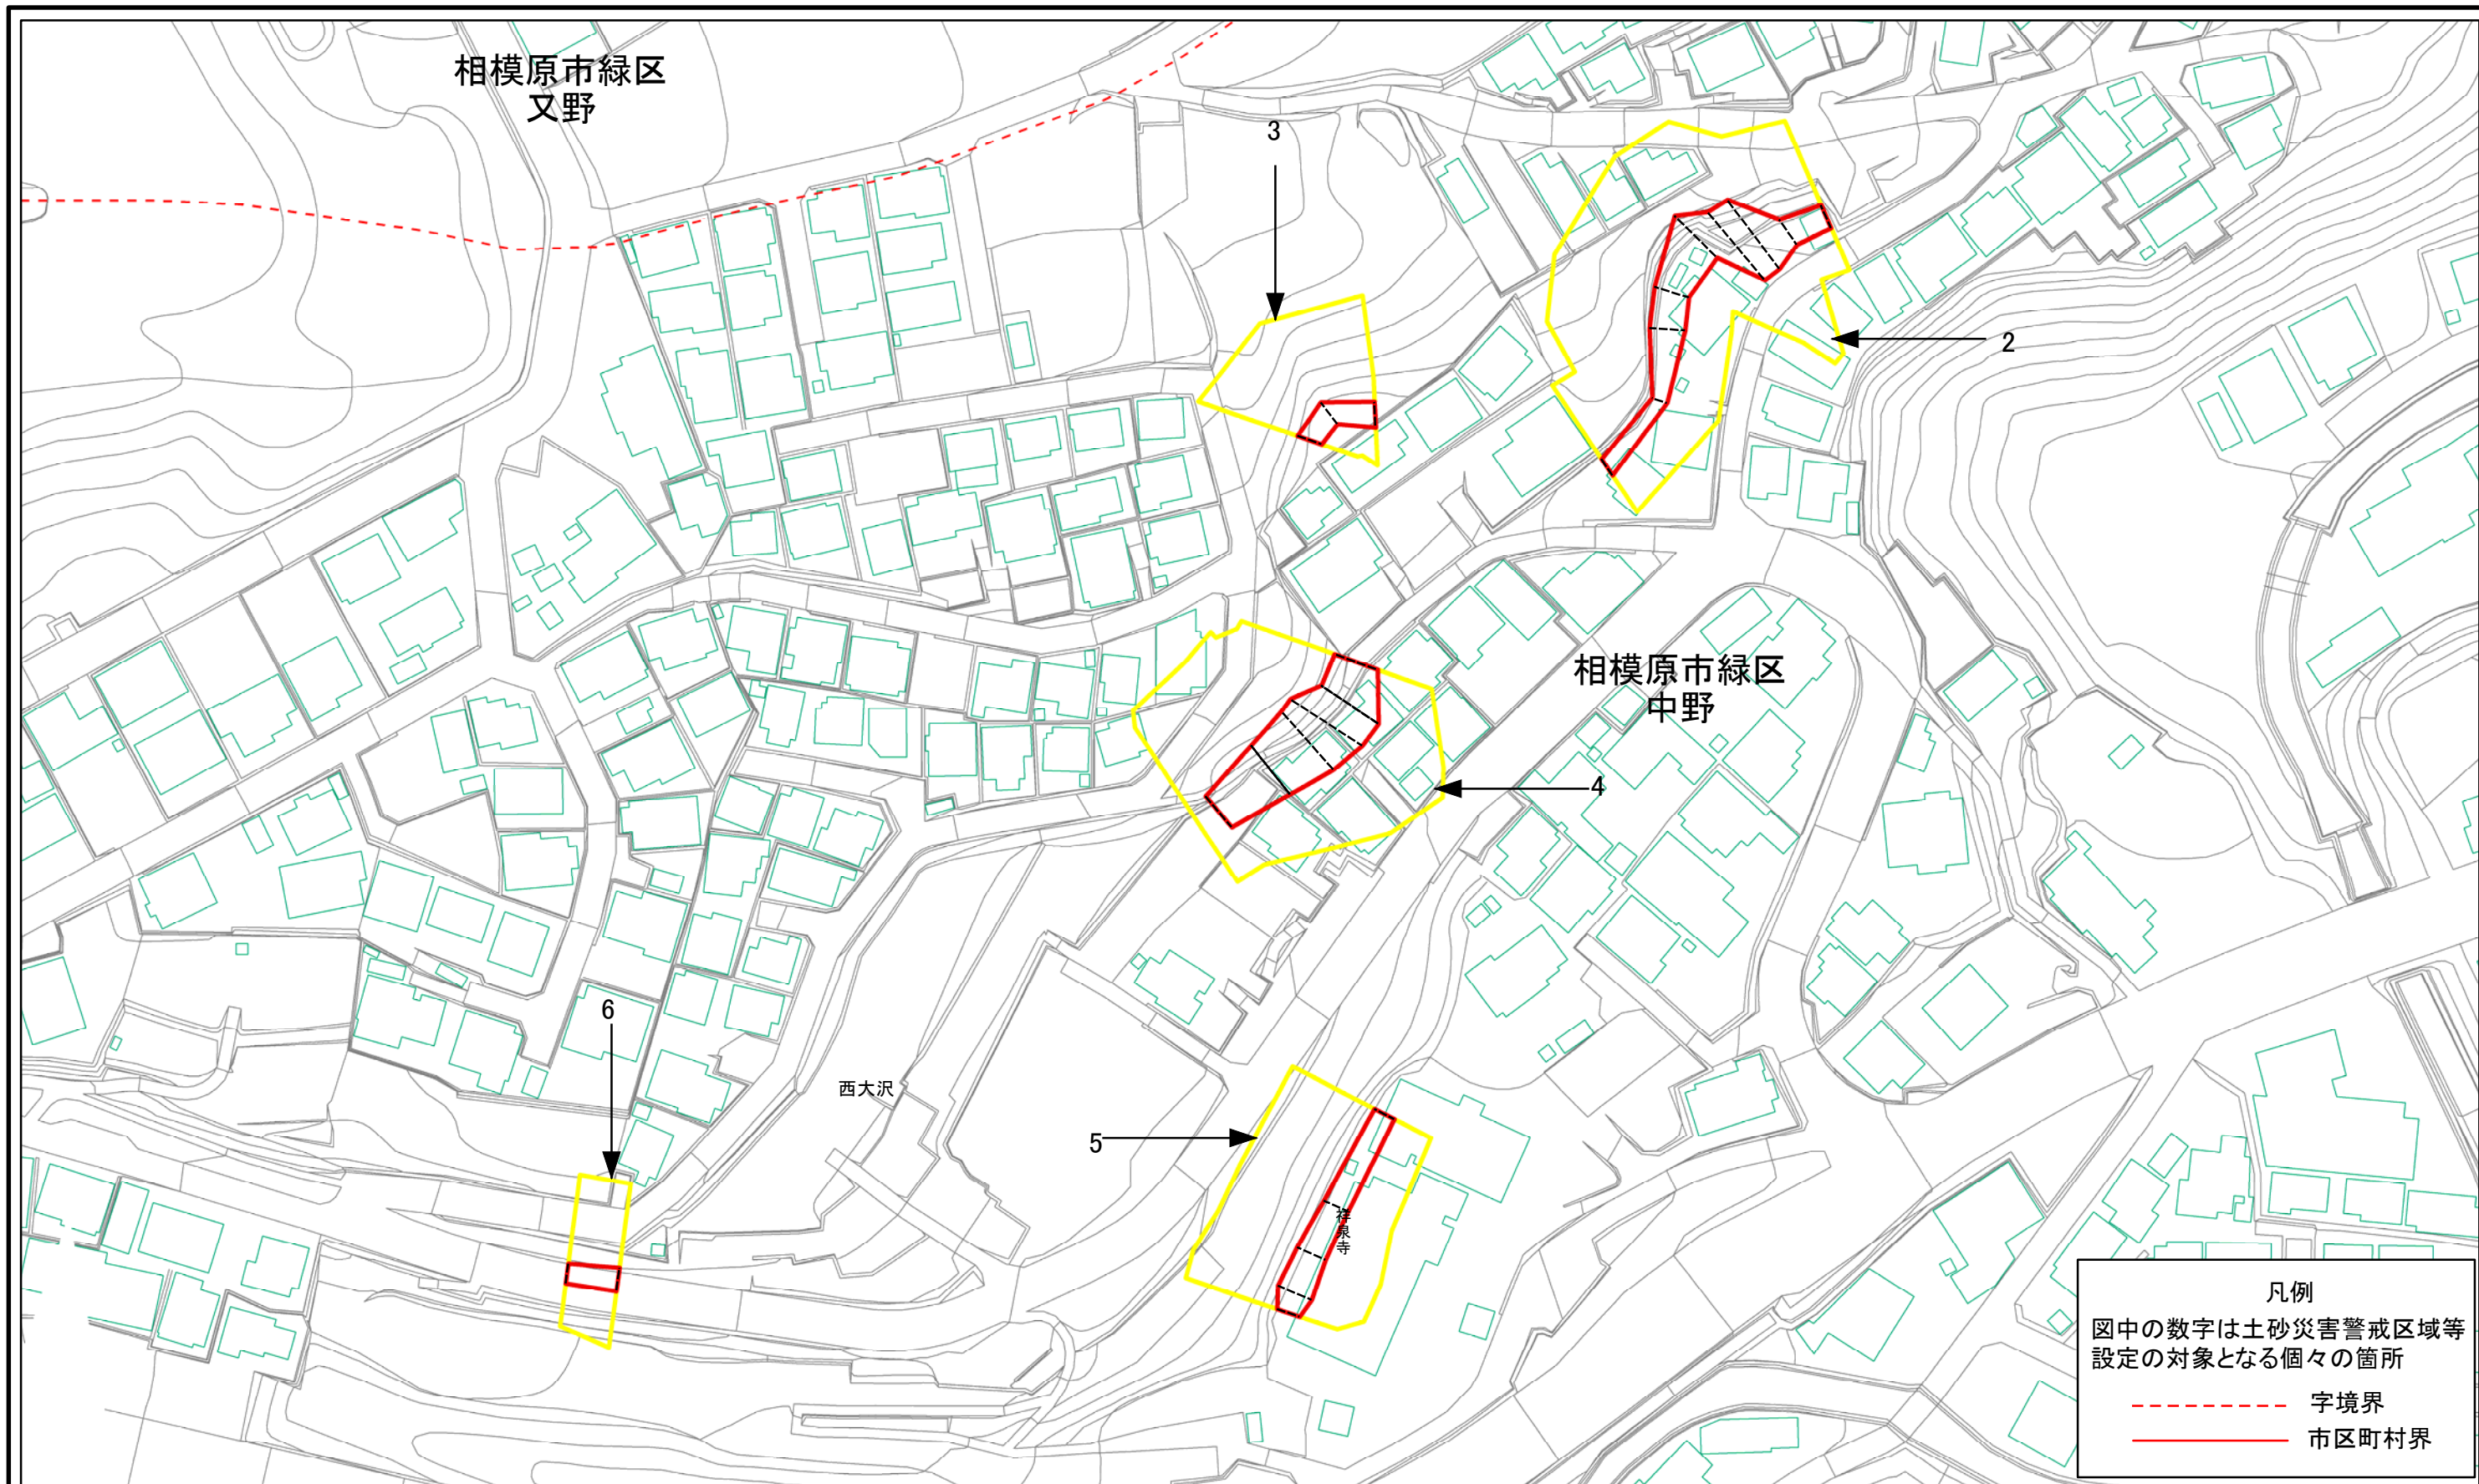 相模原市緑区
又野
3
2
相模原市緑区
中野
4
6
西大沢
5
祥泉寺
凡例
図中の数字は土砂災害警戒区域等
設定の対象となる個々の箇所
字境界
市区町村界